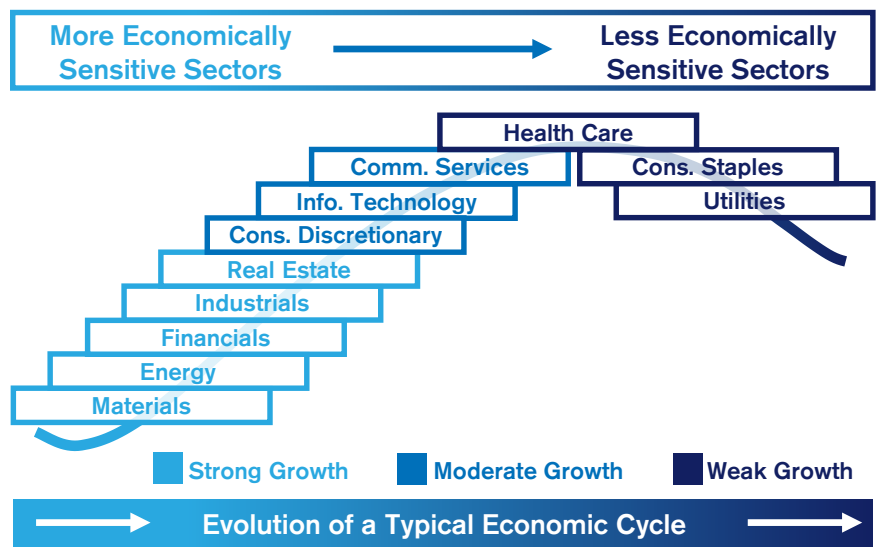 More Economically
Sensitive Sectors
Less Economically
Sensitive Sectors
Health Care
Comm. Services
Cons. Staples
Info. Technology
Utilities
Cons. Discretionary
Real Estate
Industrials
Financials
Energy
Materials
Strong Growth
Moderate Growth
Weak Growth
Evolution of a Typical Economic Cycle